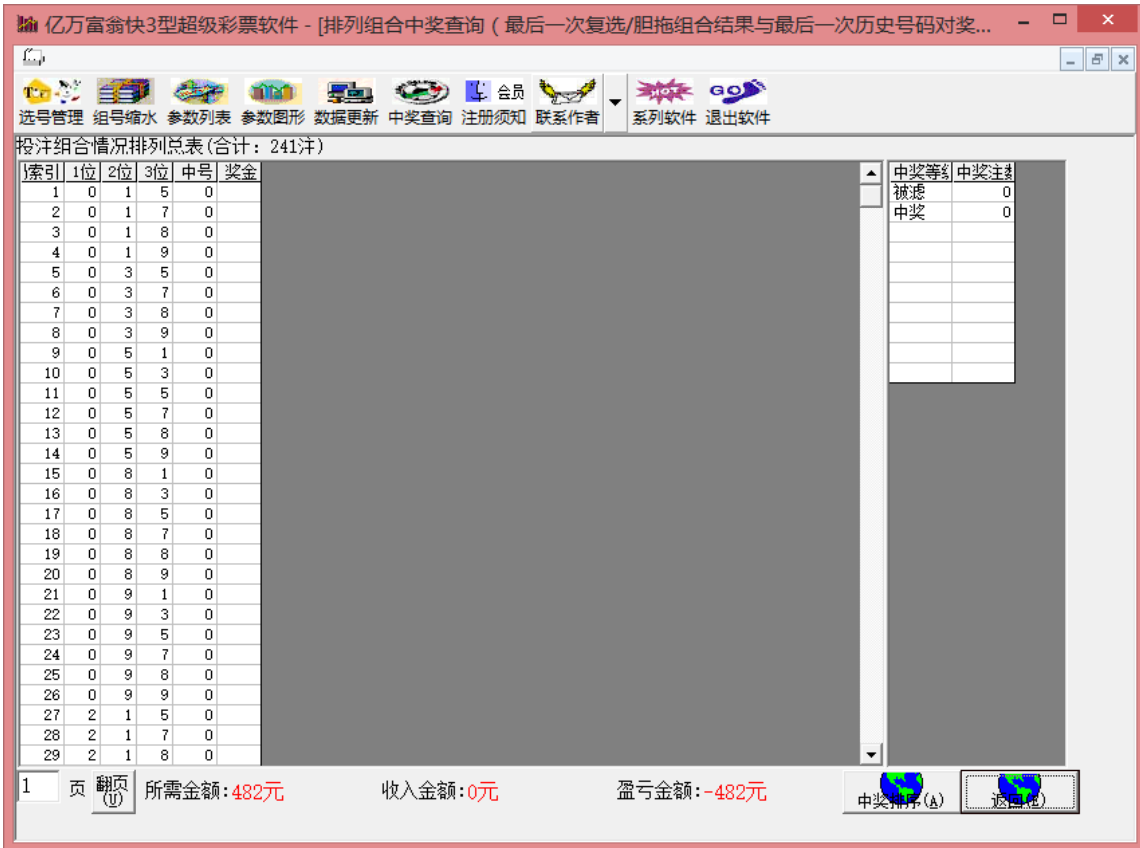 亿万富翁快3型超级彩票软件 - [排列组合中奖查询 ( 最后一次复选/胆拖组合结果与最后一次历史号码对奖...
会员
选号管理 组号缩水 参数列表 参数图形 数据更新 中奖查询 注册须知 联系作者 系列软件 退出软件
投注组合情况排列总表(合计: 241注)
索引 1位 2位 3位 中号 奖金 中奖等级 中奖注数
1 0 1 5 0 被滤 0
2 0 1 7 0 中奖 0
3 0 1 8 0
4 0 1 9 0
5 0 3 5 0
6 0 3 7 0
7 0 3 8 0
8 0 3 9 0
9 0 5 1 0
10 0 5 3 0
11 0 5 5 0
12 0 5 7 0
13 0 5 8 0
14 0 5 9 0
15 0 8 1 0
16 0 8 3 0
17 0 8 5 0
18 0 8 7 0
19 0 8 8 0
20 0 8 9 0
21 0 9 1 0
22 0 9 3 0
23 0 9 5 0
24 0 9 7 0
25 0 9 8 0
26 0 9 9 0
27 2 1 5 0
28 2 1 7 0
29 2 1 8 0
1 页 翻页(U) 所需金额:482元 收入金额:0元 盈亏金额:-482元 中奖排序(A) 返回(R)